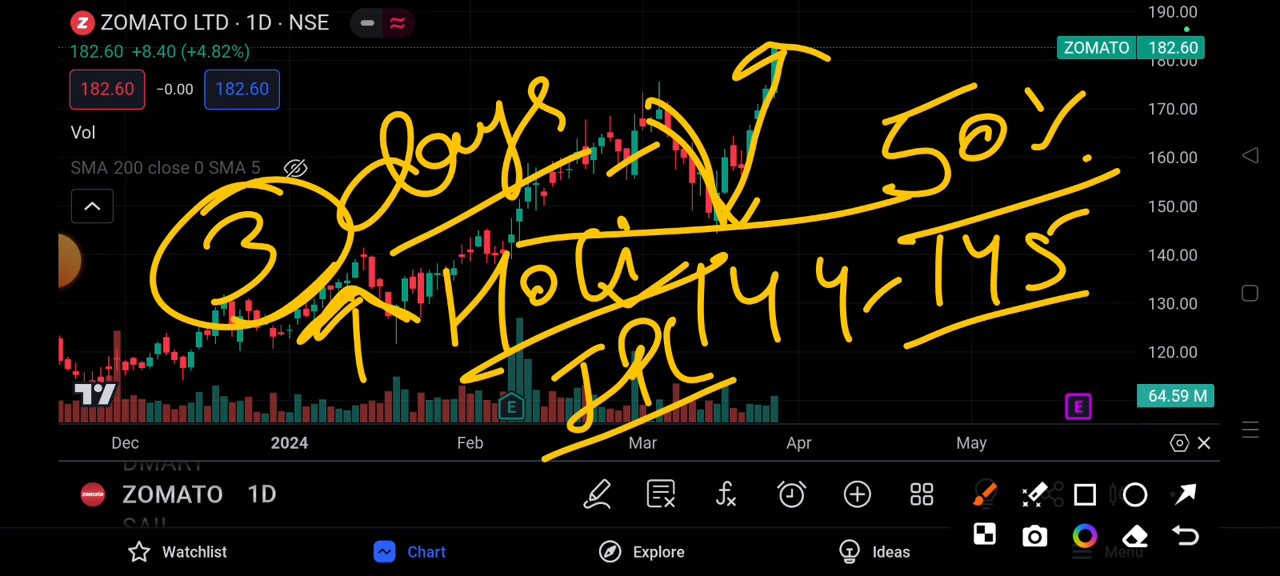 ZOMATO LTD · 1D · NSE
182.60 +8.40 (+4.82%)
182.60 -0.00 182.60
Vol
SMA 200 close 0 SMA 5
190.00
ZOMATO 182.60
180.00
170.00
160.00
150.00
140.00
130.00
120.00
64.59 M
3 days
50%
144, 145
IPL
E
E
Dec 2024 Feb Mar Apr May
DMART
ZOMATO 1D
SAIL
Watchlist Chart Explore Ideas Menu